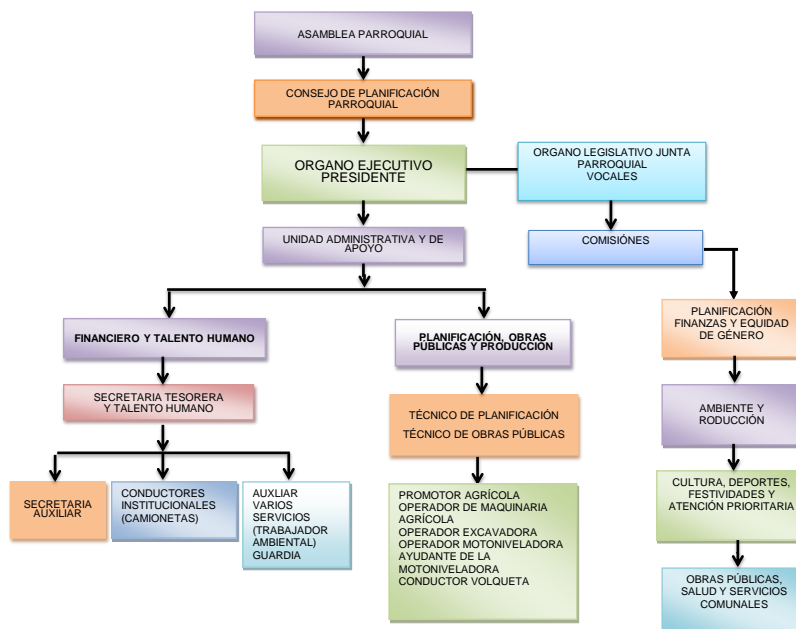 ASAMBLEA PARROQUIAL
CONSEJO DE PLANIFICACIÓN
PARROQUIAL
ORGANO EJECUTIVO
PRESIDENTE
ORGANO LEGISLATIVO JUNTA
PARROQUIAL
VOCALES
UNIDAD ADMINISTRATIVA Y DE
APOYO
COMISIÓNES
FINANCIERO Y TALENTO HUMANO
PLANIFICACIÓN, OBRAS
PÚBLICAS Y PRODUCCIÓN
PLANIFICACIÓN
FINANZAS Y EQUIDAD
DE GÉNERO
SECRETARIA TESORERA
Y TALENTO HUMANO
TÉCNICO DE PLANIFICACIÓN
TÉCNICO DE OBRAS PÚBLICAS
AMBIENTE Y
RODUCCIÓN
SECRETARIA
AUXILIAR
CONDUCTORES
INSTITUCIONALES
(CAMIONETAS)
AUXLIAR
VARIOS
SERVICIOS
(TRABAJADOR
AMBIENTAL)
GUARDIA
PROMOTOR AGRÍCOLA
OPERADOR DE MAQUINARIA
AGRÍCOLA
OPERADOR EXCAVADORA
OPERADOR MOTONIVELADORA
AYUDANTE DE LA
MOTONIVELADORA
CONDUCTOR VOLQUETA
CULTURA, DEPORTES,
FESTIVIDADES Y
ATENCIÓN PRIORITARIA
OBRAS PÚBLICAS,
SALUD Y SERVICIOS
COMUNALES